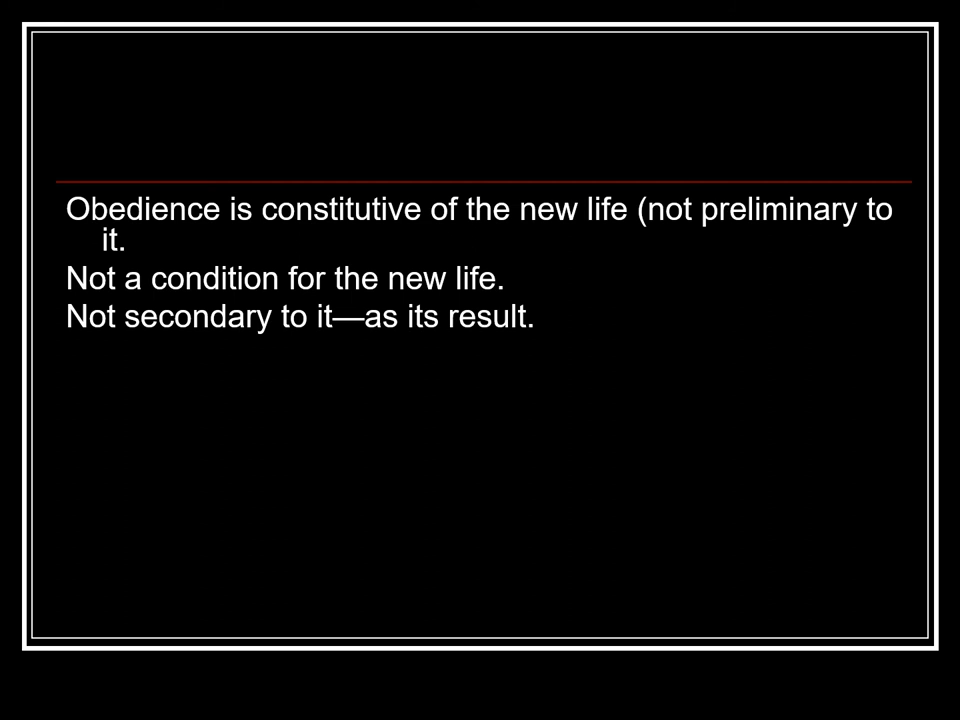 Obedience is constitutive of the new life (not preliminary to
it.
Not a condition for the new life.
Not secondary to it—as its result.